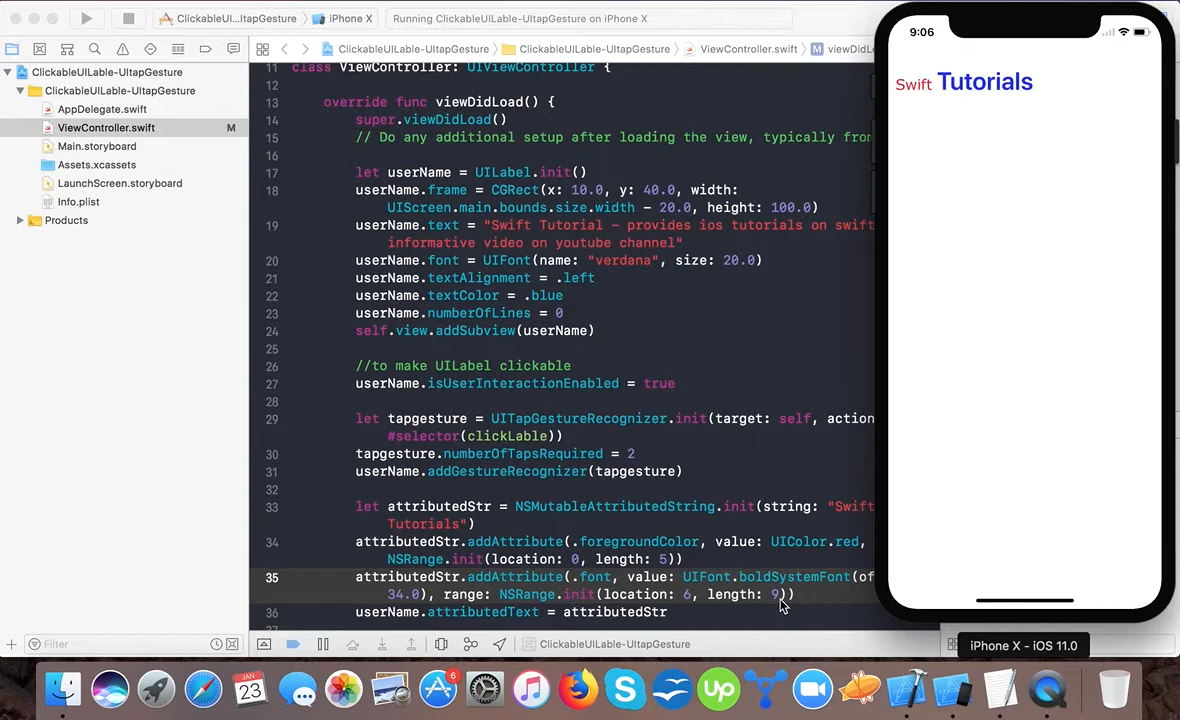 ClickableUIL...ltapGesture
iPhone X
Running ClickableUILable-UItapGesture on iPhone X
ClickableUILable-UItapGesture
ClickableUILable-UItapGesture
ViewController.swift
viewDidL
ClickableUILable-UItapGesture
ClickableUILable-UItapGesture
AppDelegate.swift
ViewController.swift M
Main.storyboard
Assets.xcassets
LaunchScreen.storyboard
Info.plist
Products
Filter
11 class ViewController: UIViewController {
12
13 override func viewDidLoad() {
14 super.viewDidLoad()
15 // Do any additional setup after loading the view, typically fro
16
17 let userName = UILabel.init()
18 userName.frame = CGRect(x: 10.0, y: 40.0, width:
UIScreen.main.bounds.size.width - 20.0, height: 100.0)
19 userName.text = "Swift Tutorial - provides ios tutorials on swift
informative video on youtube channel"
20 userName.font = UIFont(name: "verdana", size: 20.0)
21 userName.textAlignment = .left
22 userName.textColor = .blue
23 userName.numberOfLines = 0
24 self.view.addSubview(userName)
25
26 //to make UILabel clickable
27 userName.isUserInteractionEnabled = true
28
29 let tapgesture = UITapGestureRecognizer.init(target: self, action
#selector(clickLable))
30 tapgesture.numberOfTapsRequired = 2
31 userName.addGestureRecognizer(tapgesture)
32
33 let attributedStr = NSMutableAttributedString.init(string: "Swift
Tutorials")
34 attributedStr.addAttribute(.foregroundColor, value: UIColor.red,
NSRange.init(location: 0, length: 5))
35 attributedStr.addAttribute(.font, value: UIFont.boldSystemFont(of
34.0), range: NSRange.init(location: 6, length: 9))
36 userName.attributedText = attributedStr
ClickableUILable-UItapGesture
9:06
Swift Tutorials
iPhone X - iOS 11.0
JAN
23
6
Up